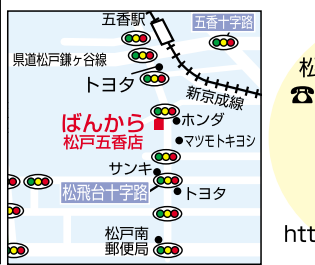 五香駅
五香十字路
県道松戸鎌ヶ谷線
トヨタ
新京成線
ばんから
松戸五香店
ホンダ
マツモトキヨシ
サンキ
松飛台十字路
トヨタ
松戸南
郵便局
松
☎
htt